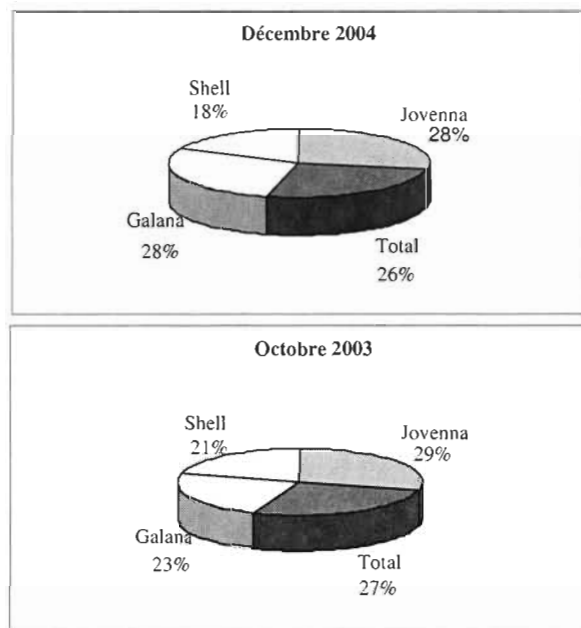 Décembre 2004
Shell
18%
Jovenna
28%
Galana
28%
Total
26%
Octobre 2003
Shell
21%
Jovenna
29%
Galana
23%
Total
27%